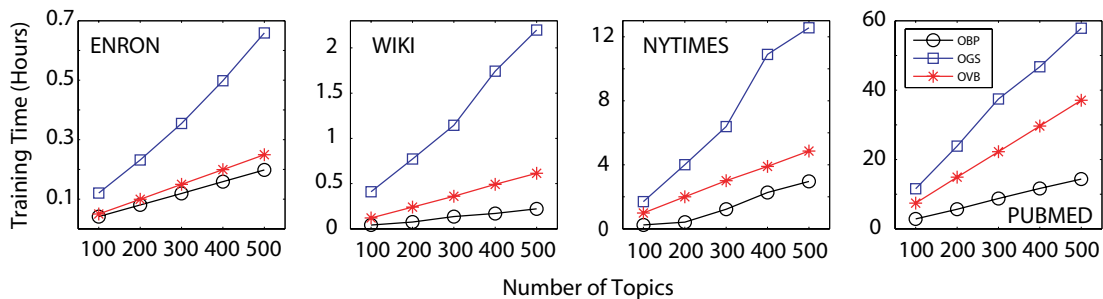 Training Time (Hours)
0.7
0.5
0.3
0.1
ENRON
100 200 300 400 500
2
1.5
1
0.5
0
WIKI
100 200 300 400 500
12
8
4
0
NYTIMES
100 200 300 400 500
60
40
20
0
OBP
OGS
OVB
PUBMED
100 200 300 400 500
Number of Topics